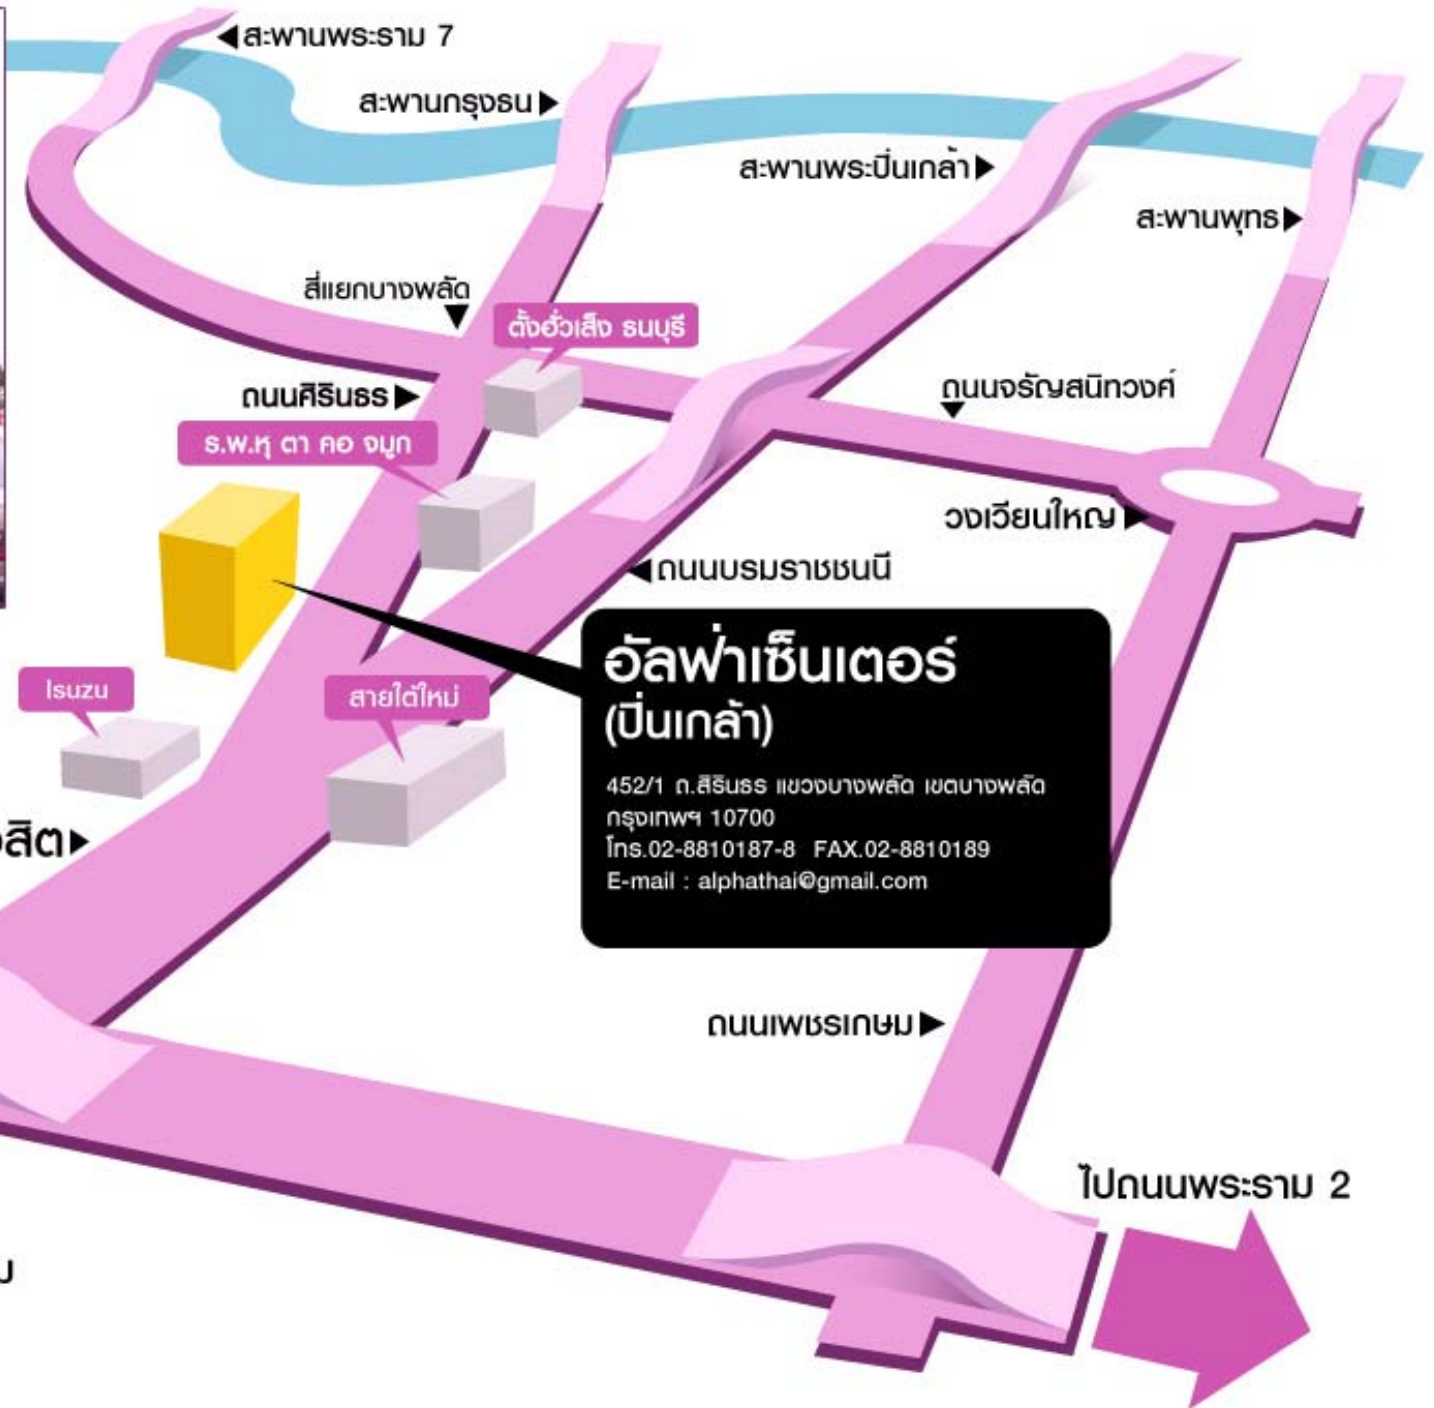 สะพานพระราม 7
สะพานกรุงธน
สะพานพระปิ่นเกล้า
สะพานพุทธ
สี่แยกบางพลัด
ตั้งฮั่วเส็ง ธนบุรี
ถนนศิรินธร
ถนนจรัญสนิทวงศ์
ร.พ.หู ตา คอ จมูก
วงเวียนใหญ่
ถนนบรมราชชนนี
อัลฟ่าเซ็นเตอร์
(ปิ่นเกล้า)
Isuzu
สายใต้ใหม่
452/1 ถ.สิรินธร แขวงบางพลัด เขตบางพลัด
กรุงเทพฯ 10700
โทร.02-8810187-8 FAX.02-8810189
E-mail : alphathai@gmail.com
ถนนเพชรเกษม
ไปถนนพระราม 2